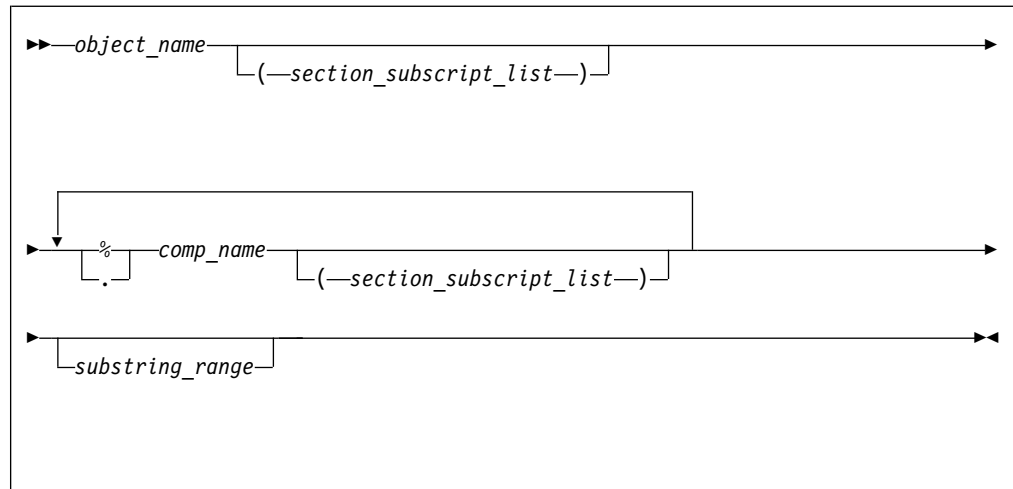 object_name
(section_subscript_list)
% comp_name
. (section_subscript_list)
substring_range